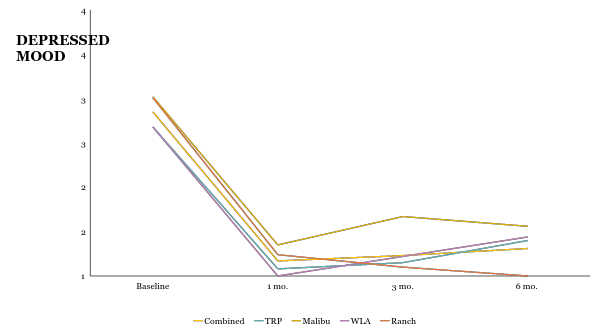 DEPRESSED
MOOD
4
4
3
3
2
2
1
Baseline 1 mo. 3 mo. 6 mo.
Combined TRP Malibu WLA Ranch